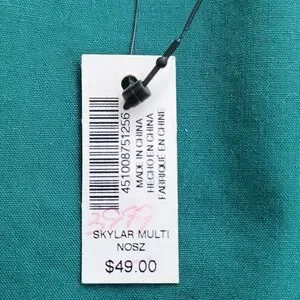 451008751256
MADE IN CHINA
HECHO EN CHINA
FABRIQUÉ EN CHINE
SKYLAR MULTI
NOSZ
$49.00